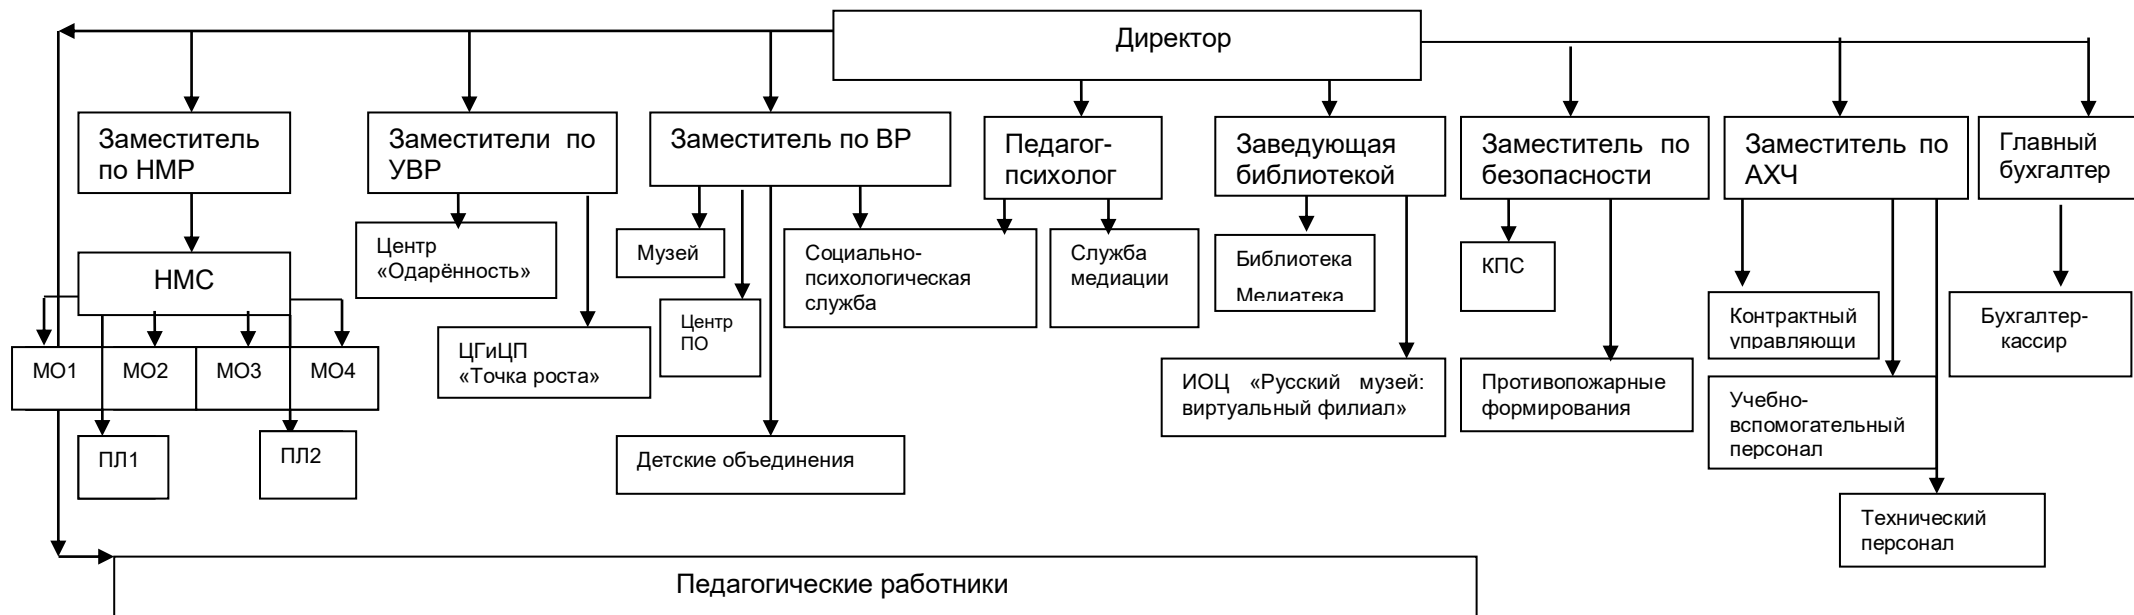 Директор
Заместитель
по НМР
Заместители по
УВР
Заместитель по ВР
Педагог-
психолог
Заведующая
библиотекой
Заместитель по
безопасности
Заместитель по
АХЧ
Главный
бухгалтер
НМС
Центр
«Одарённость»
Музей
Социально-
психологическая
служба
Служба
медиации
Библиотека
Медиатека
КПС
Контрактный
управляющи
Бухгалтер-
кассир
Центр
ПО
ЦГиЦП
«Точка роста»
МО1
МО2
МО3
МО4
ИОЦ «Русский музей:
виртуальный филиал»
Противопожарные
формирования
Учебно-
вспомогательный
персонал
ПЛ1
ПЛ2
Детские объединения
Технический
персонал
Педагогические работники